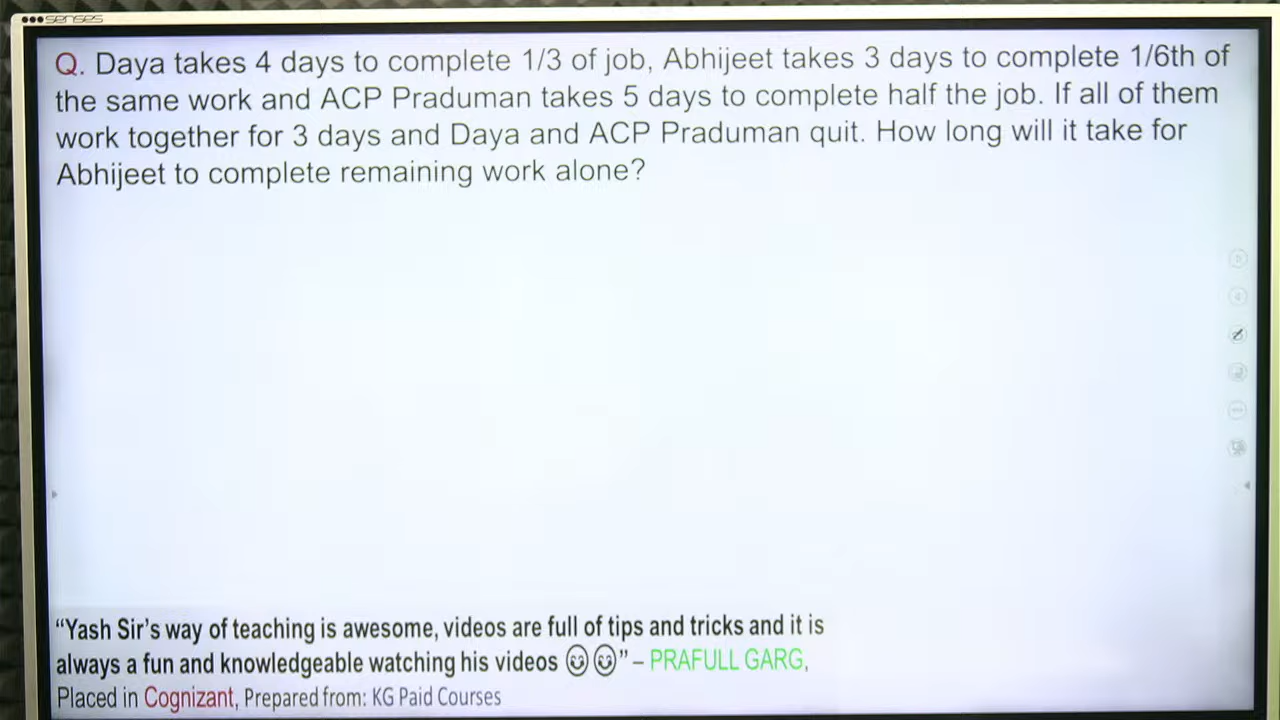 senses
Q. Daya takes 4 days to complete 1/3 of job, Abhijeet takes 3 days to complete 1/6th of
the same work and ACP Praduman takes 5 days to complete half the job. If all of them
work together for 3 days and Daya and ACP Praduman quit. How long will it take for
Abhijeet to complete remaining work alone?
“Yash Sir’s way of teaching is awesome, videos are full of tips and tricks and it is
always a fun and knowledgeable watching his videos 😊😊” – PRAFULL GARG,
Placed in Cognizant, Prepared from: KG Paid Courses